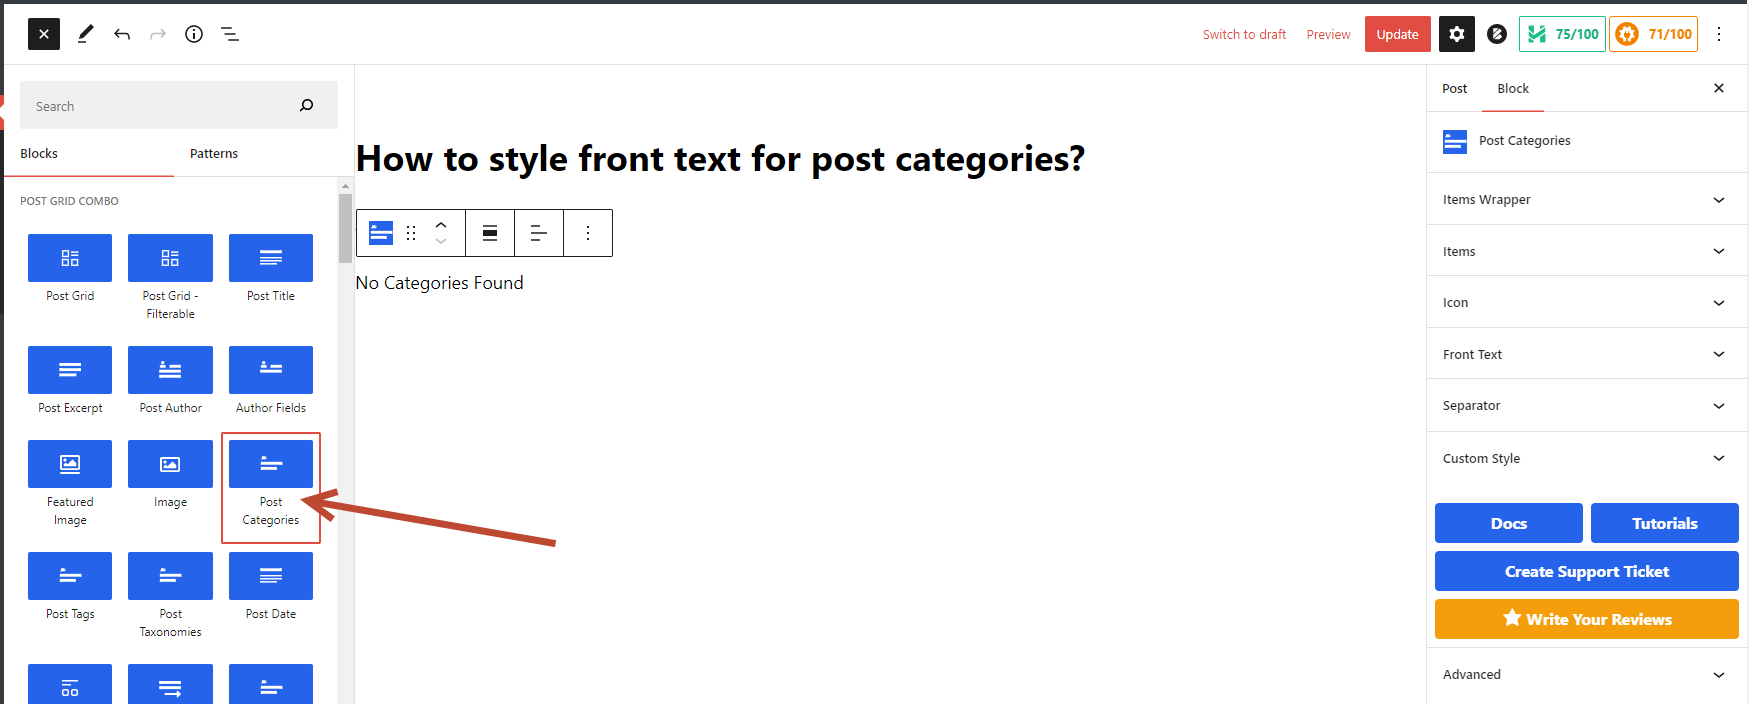 Switch to draft
Preview
Update
75/100
71/100
Search
Blocks
Patterns
POST GRID COMBO
Post Grid
Post Grid -
Filterable
Post Title
Post Excerpt
Post Author
Author Fields
Featured
Image
Image
Post
Categories
Post Tags
Post
Taxonomies
Post Date
How to style front text for post categories?
No Categories Found
Post
Block
Post Categories
Items Wrapper
Items
Icon
Front Text
Separator
Custom Style
Docs
Tutorials
Create Support Ticket
Write Your Reviews
Advanced